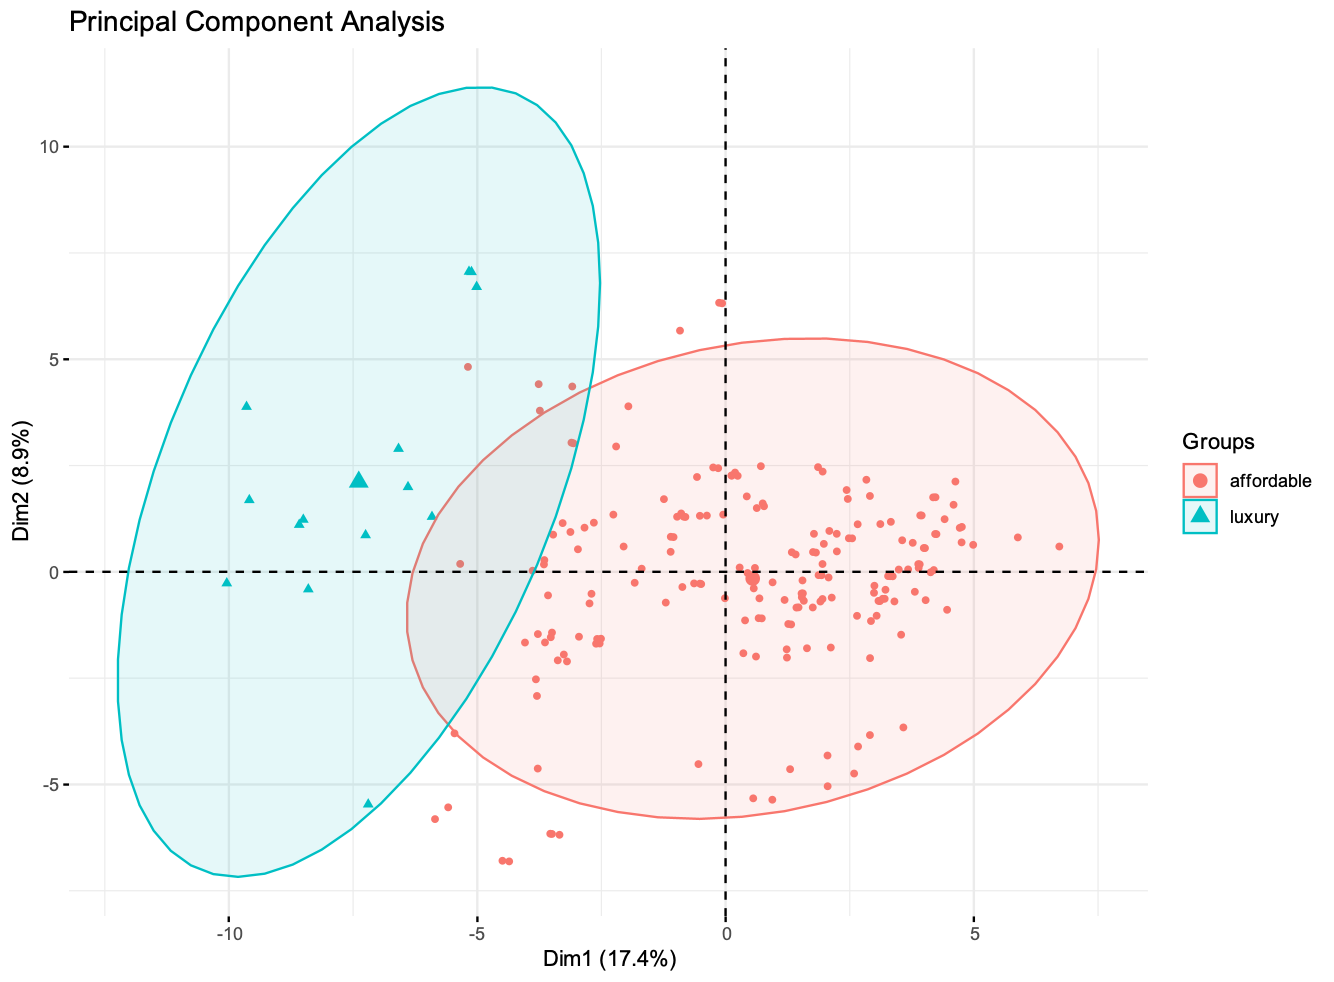 Principal Component Analysis
10
5
0
-5
Dim2 (8.9%)
-10
-5
0
5
Dim1 (17.4%)
Groups
affordable
luxury